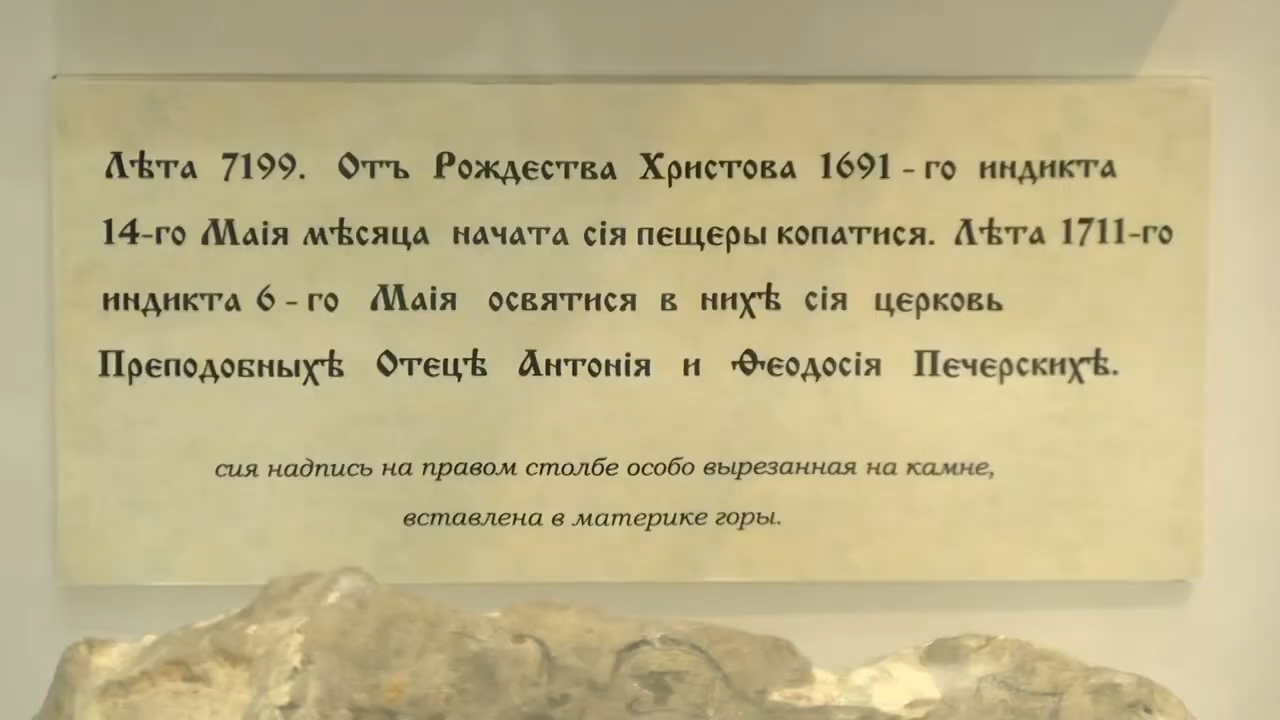 Лѣта 7199. Отъ Рождества Христова 1691 - го индикта
14-го Маія мѣсяца начата сія пещеры копатися. Лѣта 1711-го
индикта 6 - го Маія освятися в нихѣ сія церковь
Преподобныхѣ Отецѣ Антонія и Ѳеодосія Печерскихѣ.
сия надпись на правом столбе особо вырезанная на камне,
вставлена в материке горы.